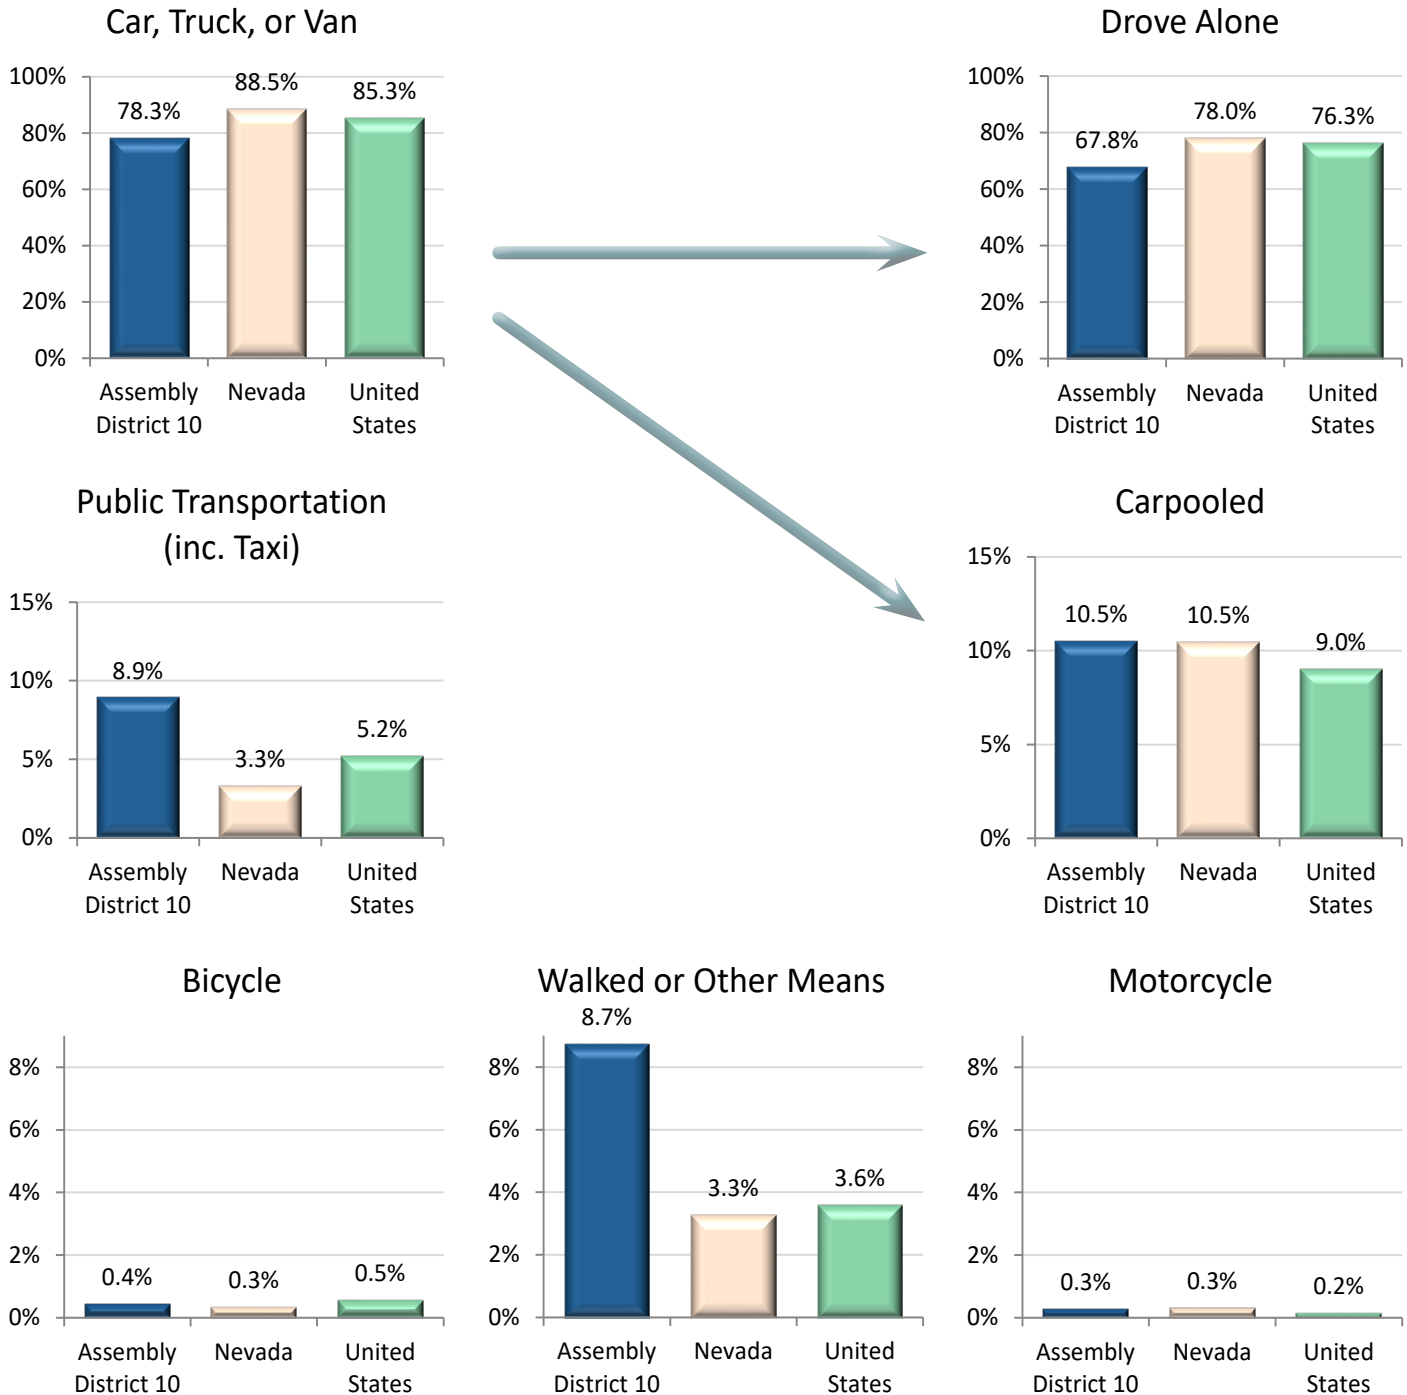 Car, Truck, or Van
100%
80%
60%
40%
20%
0%
78.3%
88.5%
85.3%
Assembly
District 10
Nevada
United
States
Drove Alone
100%
80%
60%
40%
20%
0%
67.8%
78.0%
76.3%
Assembly
District 10
Nevada
United
States
Public Transportation
(inc. Taxi)
15%
10%
5%
0%
8.9%
3.3%
5.2%
Assembly
District 10
Nevada
United
States
Carpooled
15%
10%
5%
0%
10.5%
10.5%
9.0%
Assembly
District 10
Nevada
United
States
Bicycle
8%
6%
4%
2%
0%
0.4%
0.3%
0.5%
Assembly
District 10
Nevada
United
States
Walked or Other Means
8%
6%
4%
2%
0%
8.7%
3.3%
3.6%
Assembly
District 10
Nevada
United
States
Motorcycle
8%
6%
4%
2%
0%
0.3%
0.3%
0.2%
Assembly
District 10
Nevada
United
States